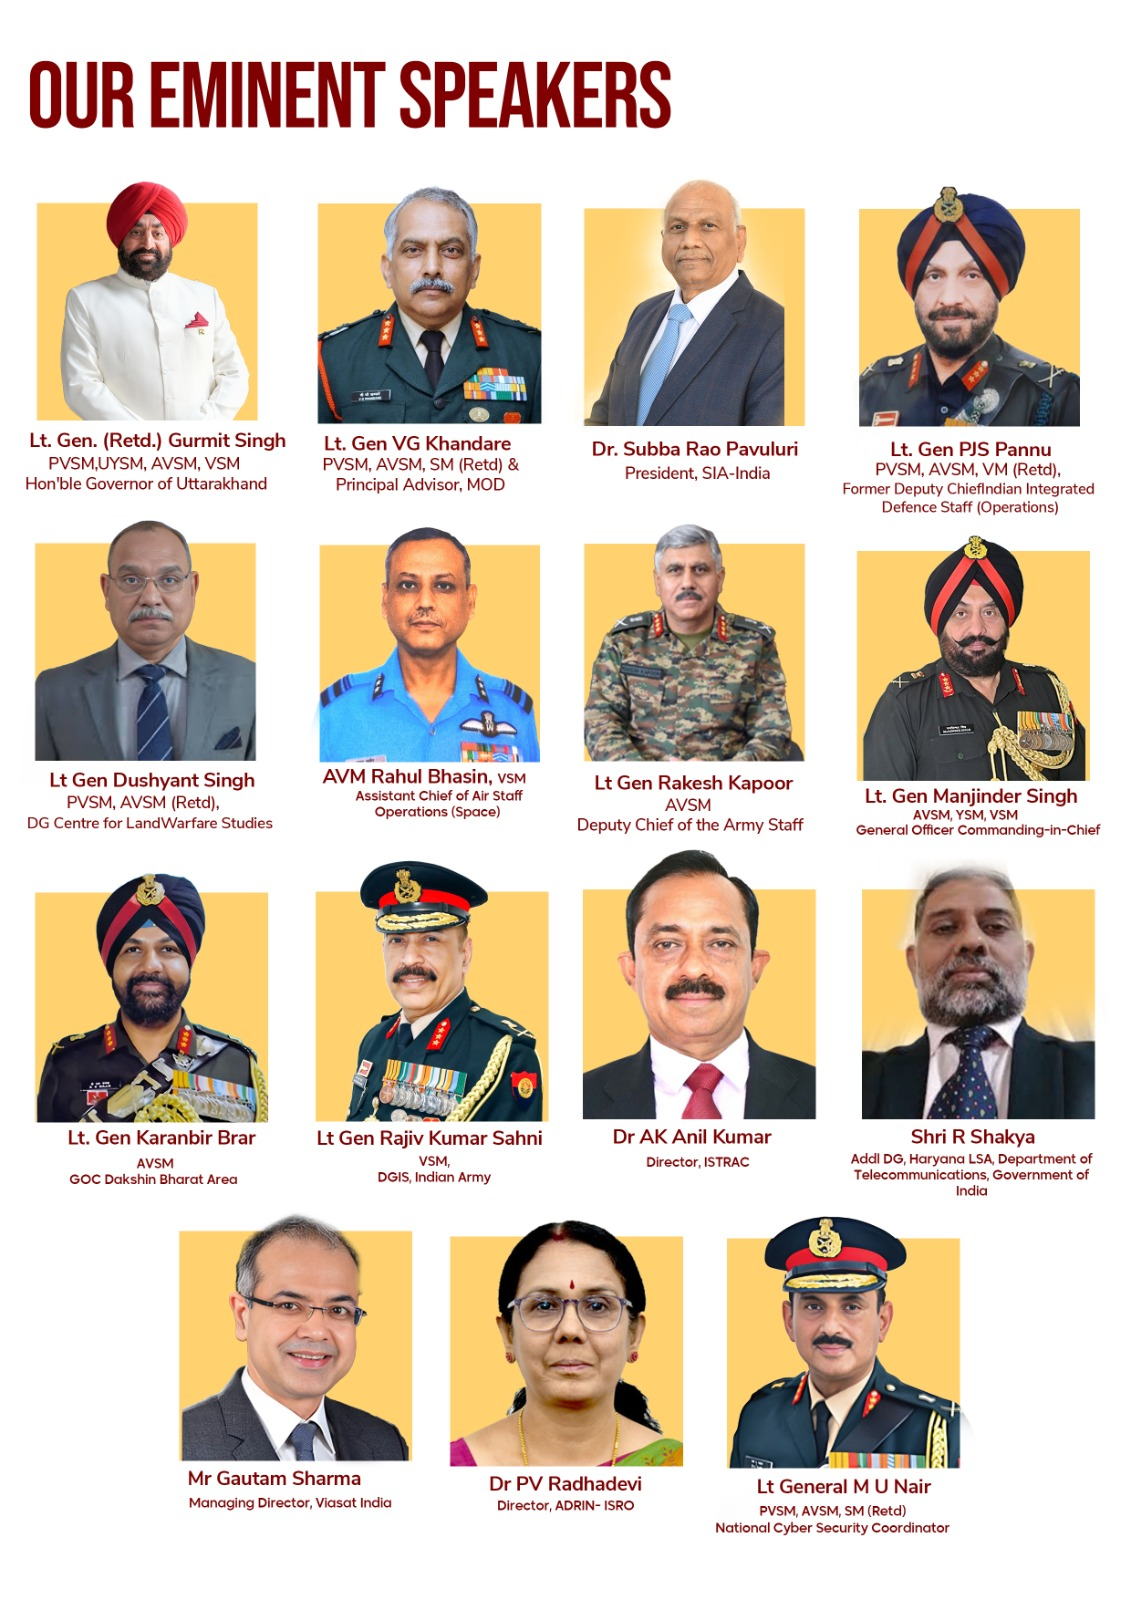 OUR EMINENT SPEAKERS
Lt. Gen. (Retd.) Gurmit Singh
PVSM,UYSM, AVSM, VSM
Hon'ble Governor of Uttarakhand
Lt. Gen VG Khandare
PVSM, AVSM, SM (Retd) &
Principal Advisor, MOD
Dr. Subba Rao Pavuluri
President, SIA-India
Lt. Gen PJS Pannu
PVSM, AVSM, VM (Retd),
Former Deputy ChiefIndian Integrated
Defence Staff (Operations)
Lt Gen Dushyant Singh
PVSM, AVSM (Retd),
DG Centre for LandWarfare Studies
AVM Rahul Bhasin, VSM
Assistant Chief of Air Staff
Operations (Space)
Lt Gen Rakesh Kapoor
AVSM
Deputy Chief of the Army Staff
Lt. Gen Manjinder Singh
AVSM, YSM, VSM
General Officer Commanding-in-Chief
Lt. Gen Karanbir Brar
AVSM
GOC Dakshin Bharat Area
Lt Gen Rajiv Kumar Sahni
VSM,
DGIS, Indian Army
Dr AK Anil Kumar
Director, ISTRAC
Shri R Shakya
Addl DG, Haryana LSA, Department of
Telecommunications, Government of
India
Mr Gautam Sharma
Managing Director, Viasat India
Dr PV Radhadevi
Director, ADRIN- ISRO
Lt General M U Nair
PVSM, AVSM, SM (Retd)
National Cyber Security Coordinator